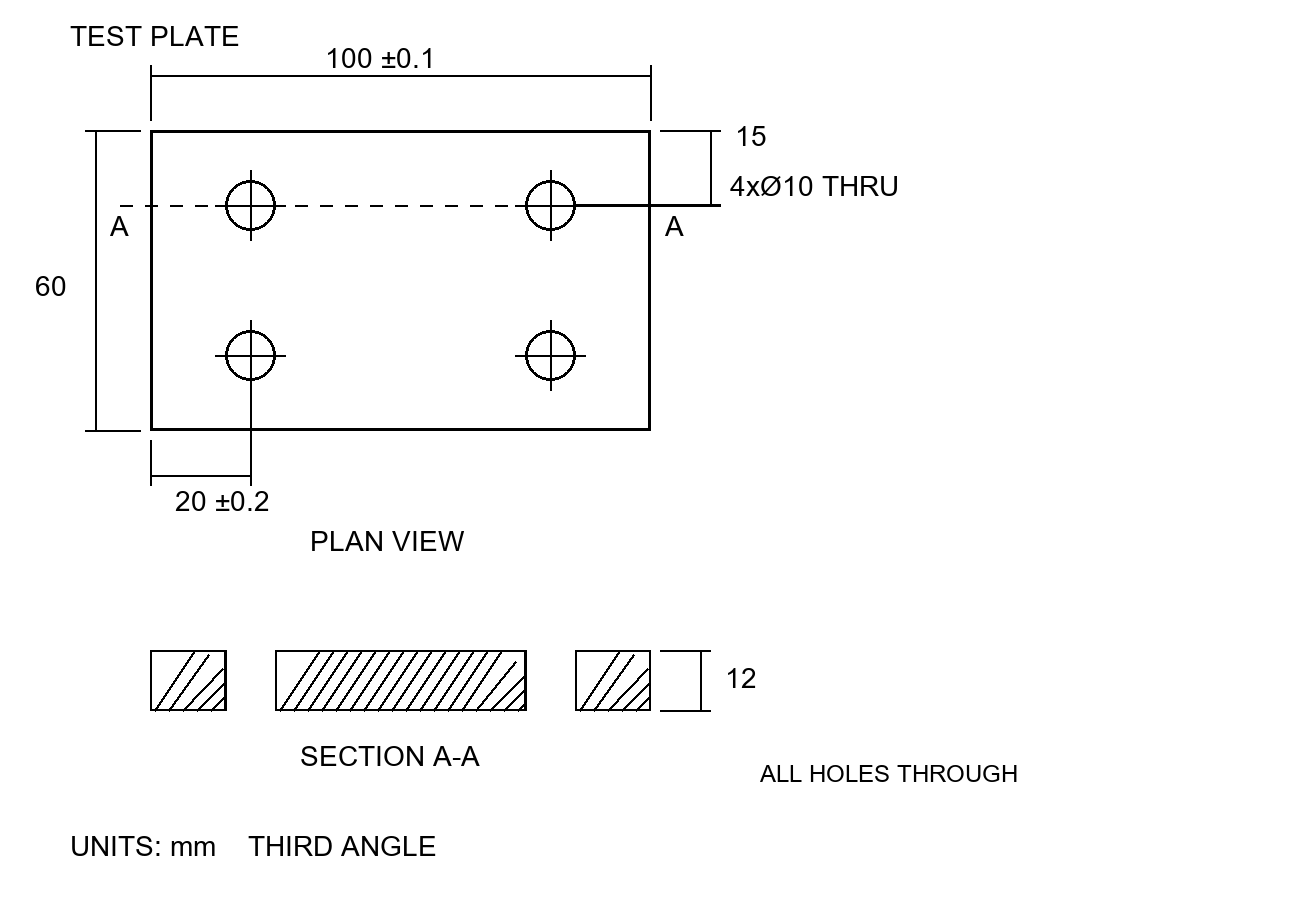 TEST PLATE
100 ±0.1
15
4xØ10 THRU
A
A
60
20 ±0.2
PLAN VIEW
12
SECTION A-A
ALL HOLES THROUGH
UNITS: mm THIRD ANGLE